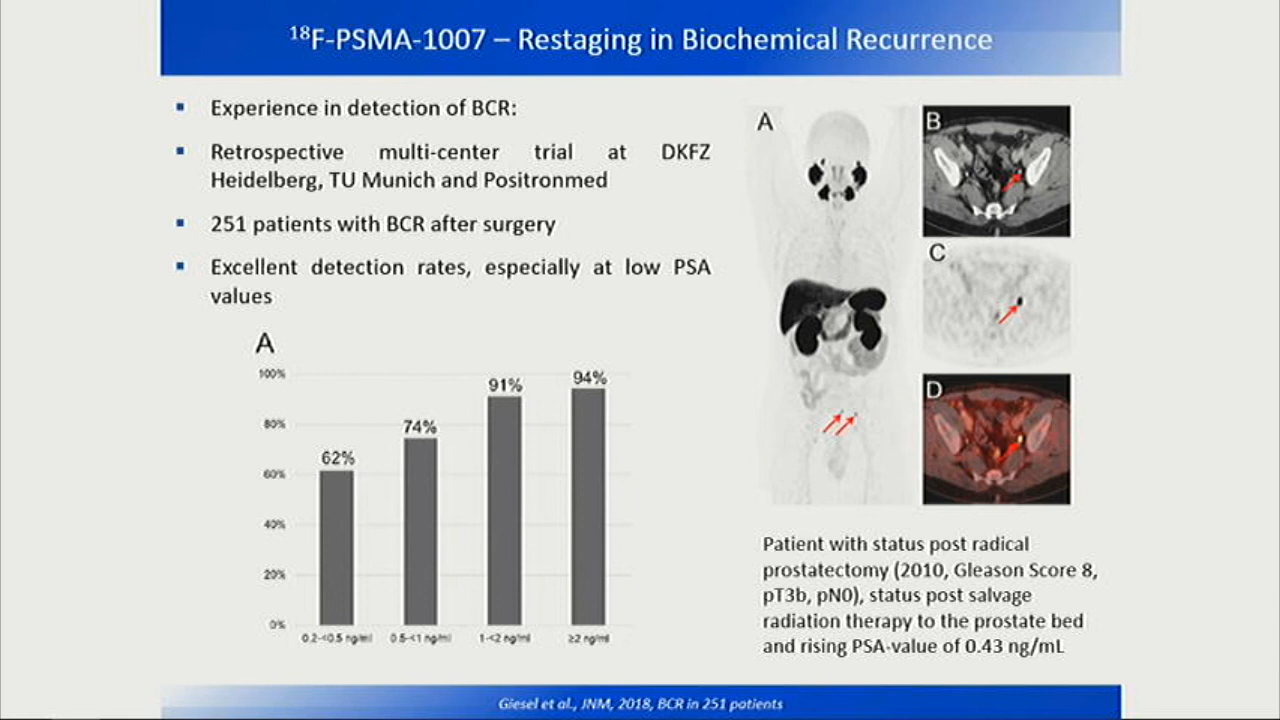 18F-PSMA-1007 – Restaging in Biochemical Recurrence
Experience in detection of BCR:
Retrospective multi-center trial at DKFZ
Heidelberg, TU Munich and Positronmed
251 patients with BCR after surgery
Excellent detection rates, especially at low PSA
values
A
100%
80%
60%
40%
20%
0%
62%
74%
91%
94%
0.2-<0.5 ng/ml
0.5-<1 ng/ml
1-<2 ng/ml
≥2 ng/ml
A
B
C
D
Patient with status post radical
prostatectomy (2010, Gleason Score 8,
pT3b, pN0), status post salvage
radiation therapy to the prostate bed
and rising PSA-value of 0.43 ng/mL
Giesel et al., JNM, 2018, BCR in 251 patients